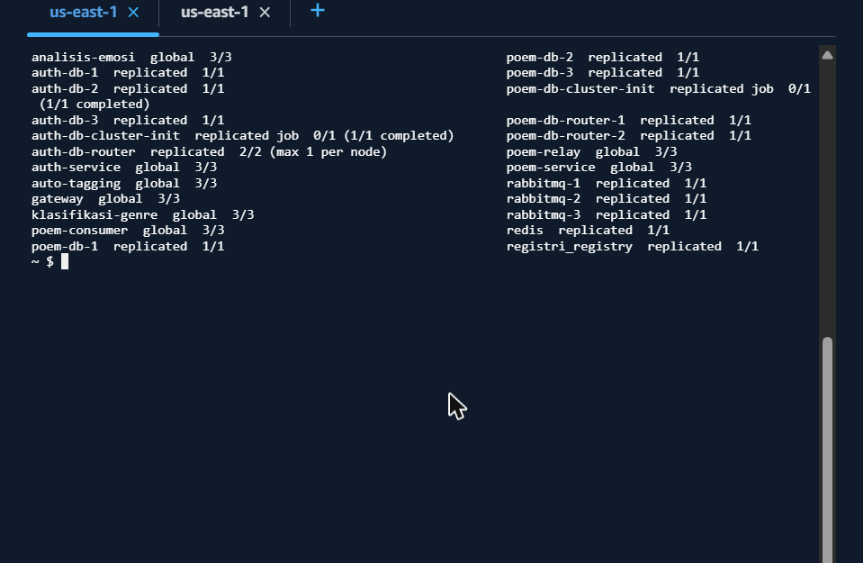 us-east-1 × us-east-1 × +
analisis-emosi global 3/3
auth-db-1 replicated 1/1
auth-db-2 replicated 1/1
(1/1 completed)
auth-db-3 replicated 1/1
auth-db-cluster-init replicated job 0/1 (1/1 completed)
auth-db-router replicated 2/2 (max 1 per node)
auth-service global 3/3
auto-tagging global 3/3
gateway global 3/3
klasifikasi-genre global 3/3
poem-consumer global 3/3
poem-db-1 replicated 1/1
~ $
poem-db-2 replicated 1/1
poem-db-3 replicated 1/1
poem-db-cluster-init replicated job 0/1
poem-db-router-1 replicated 1/1
poem-db-router-2 replicated 1/1
poem-relay global 3/3
poem-service global 3/3
rabbitmq-1 replicated 1/1
rabbitmq-2 replicated 1/1
rabbitmq-3 replicated 1/1
redis replicated 1/1
registri_registry replicated 1/1